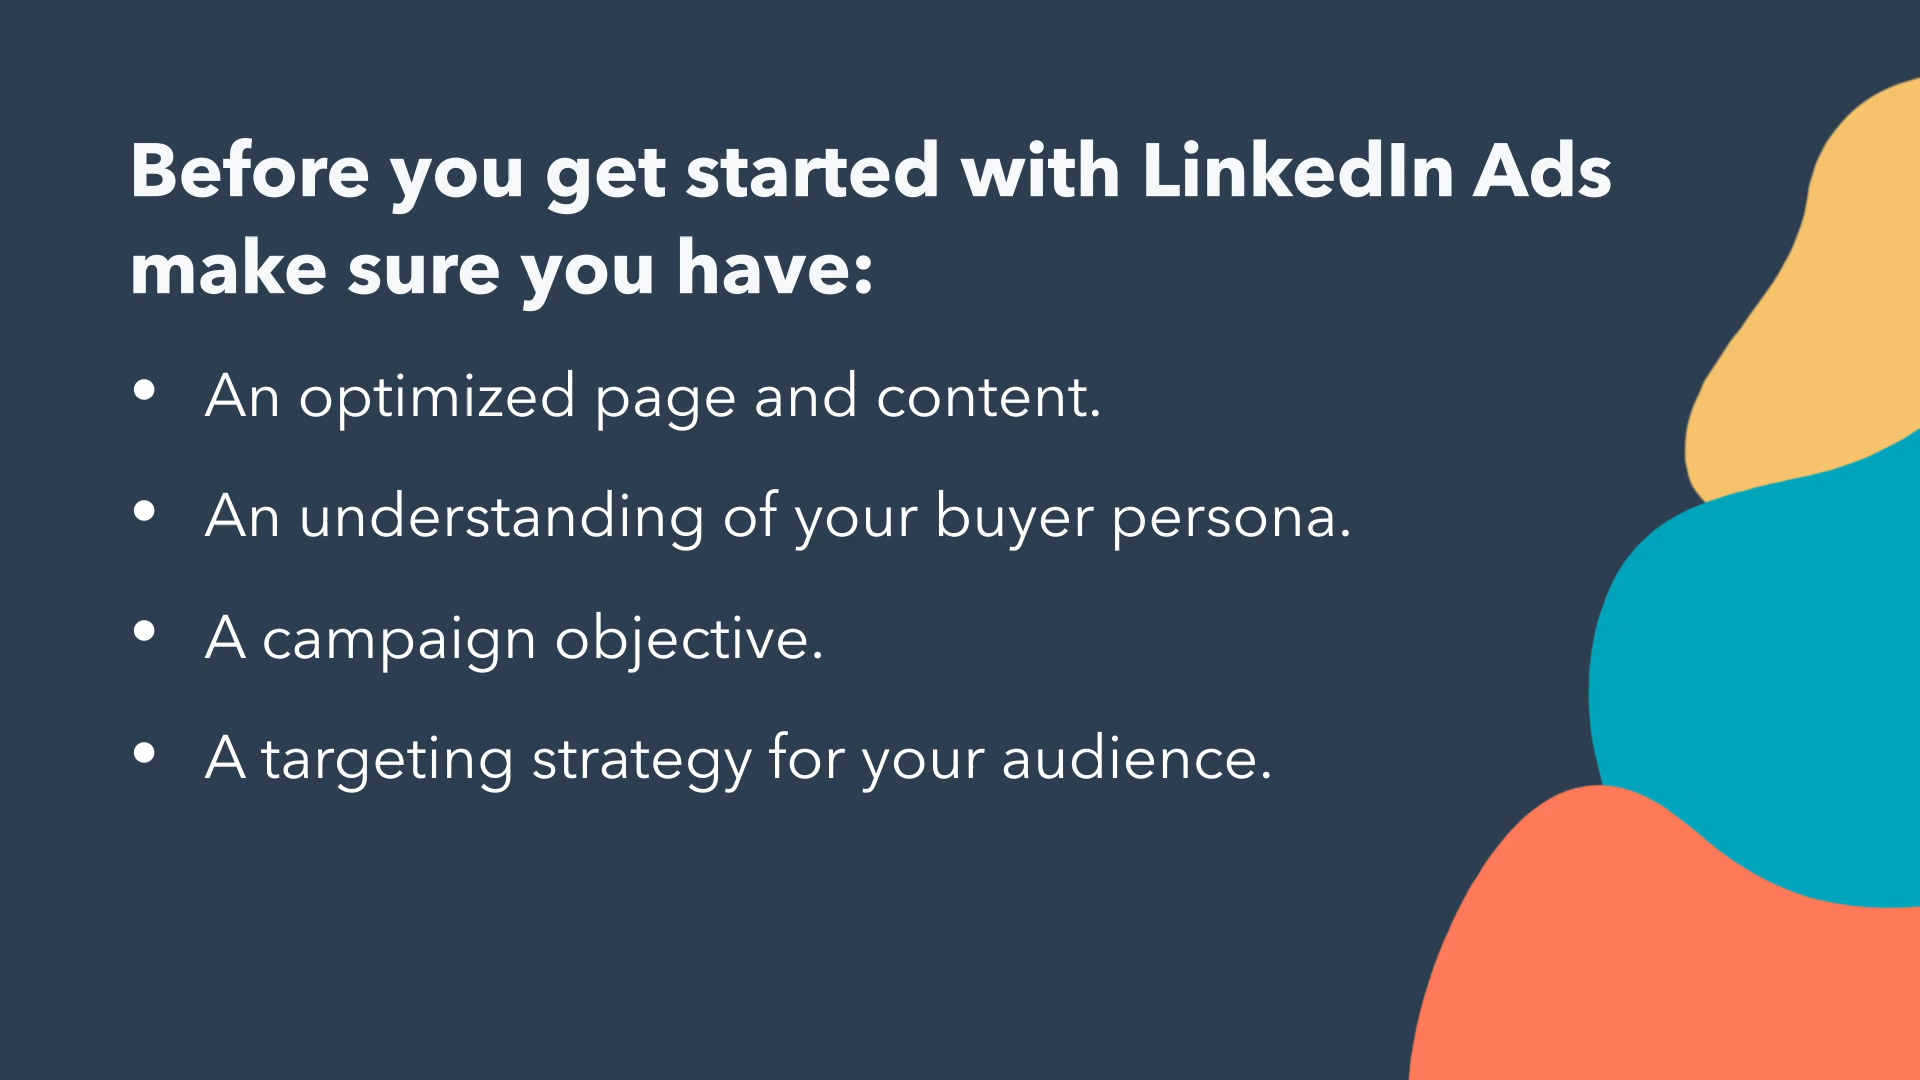 Before you get started with LinkedIn Ads
make sure you have:
• An optimized page and content.
• An understanding of your buyer persona.
• A campaign objective.
• A targeting strategy for your audience.